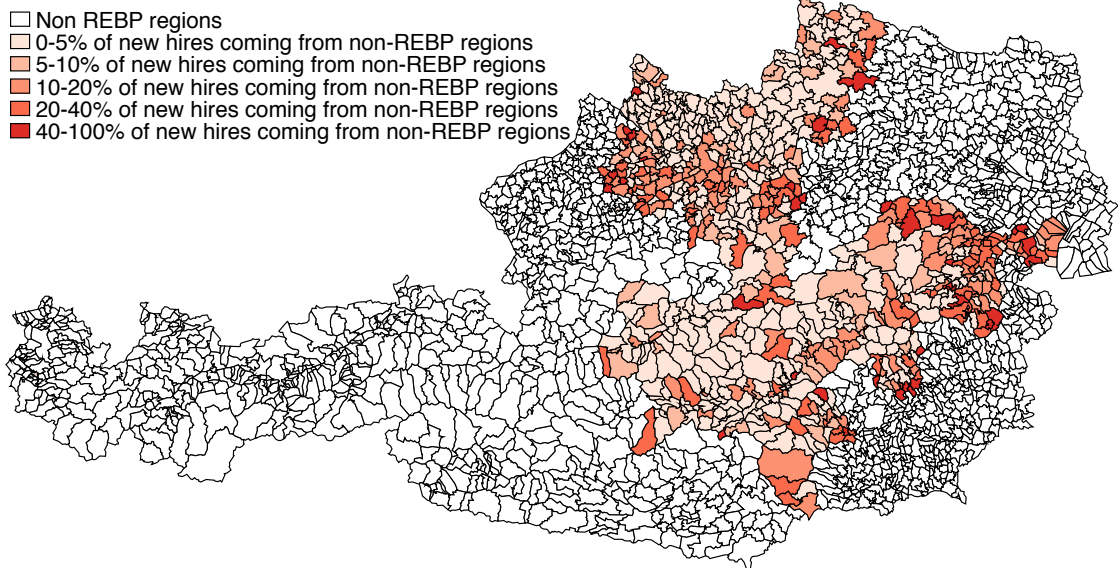 Non REBP regions
0-5% of new hires coming from non-REBP regions
5-10% of new hires coming from non-REBP regions
10-20% of new hires coming from non-REBP regions
20-40% of new hires coming from non-REBP regions
40-100% of new hires coming from non-REBP regions